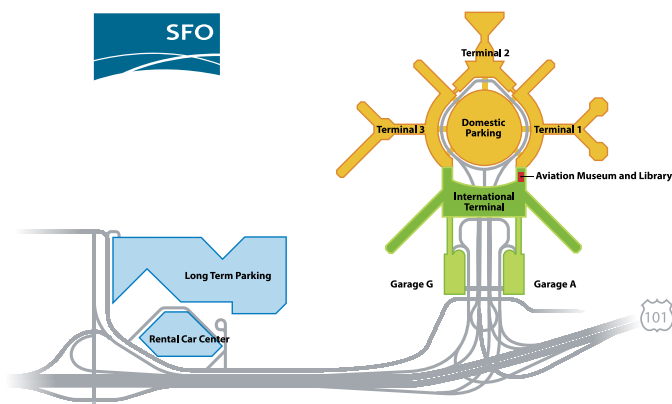 SFO
Terminal 2
Terminal 3
Domestic
Parking
Terminal 1
Aviation Museum and Library
International
Terminal
Long Term Parking
Garage G
Garage A
101
Rental Car Center